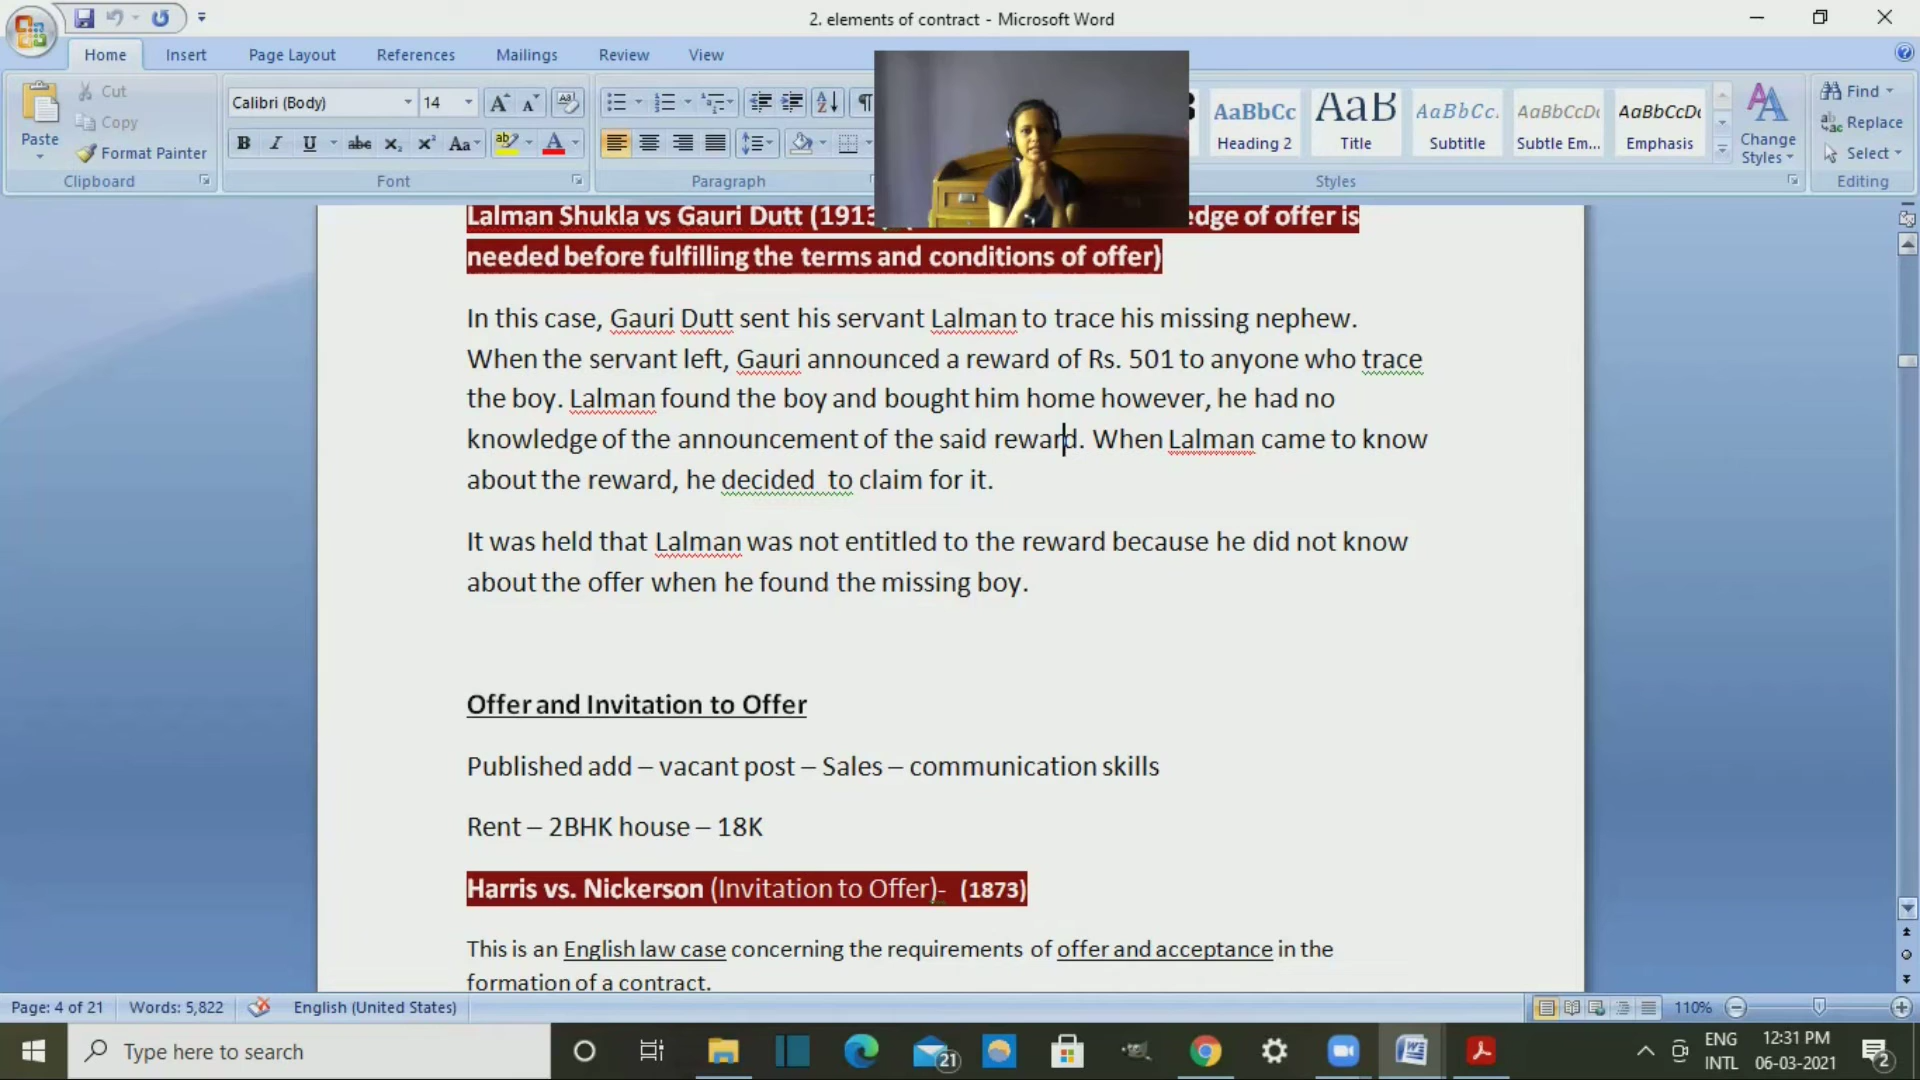 2. elements of contract - Microsoft Word
Home Insert Page Layout References Mailings Review View
Cut
Copy
Format Painter
Paste
Clipboard
Calibri (Body) 14
Font
Paragraph
AaBbCc AaB AaBbCc. AaBbCcDc AaBbCcDc
Heading 2 Title Subtitle Subtle Em... Emphasis
Change
Styles
Styles
Find
Replace
Select
Editing
Lalman Shukla vs Gauri Dutt (1913 of offer is
needed before fulfilling the terms and conditions of offer)
In this case, Gauri Dutt sent his servant Lalman to trace his missing nephew.
When the servant left, Gauri announced a reward of Rs. 501 to anyone who trace
the boy. Lalman found the boy and bought him home however, he had no
knowledge of the announcement of the said reward. When Lalman came to know
about the reward, he decided to claim for it.
It was held that Lalman was not entitled to the reward because he did not know
about the offer when he found the missing boy.
Offer and Invitation to Offer
Published add – vacant post – Sales – communication skills
Rent – 2BHK house – 18K
Harris vs. Nickerson (Invitation to Offer)- (1873)
This is an English law case concerning the requirements of offer and acceptance in the
formation of a contract.
Page: 4 of 21 Words: 5,822 English (United States) 110%
Type here to search
21
ENG
INTL
12:31 PM
06-03-2021
2